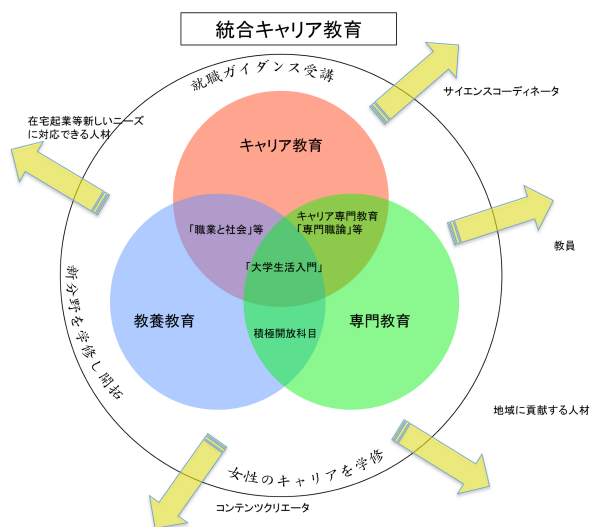 統合キャリア教育
就職ガイダンス受講
サイエンスコーディネータ
在宅起業等新しいニーズ
に対応できる人材
キャリア教育
「職業と社会」等
キャリア専門教育
「専門職論」等
教員
「大学生活入門」
新分野を学修し開拓
教養教育
専門教育
積極開放科目
地域に貢献する人材
女性のキャリアを学修
コンテンツクリエータ